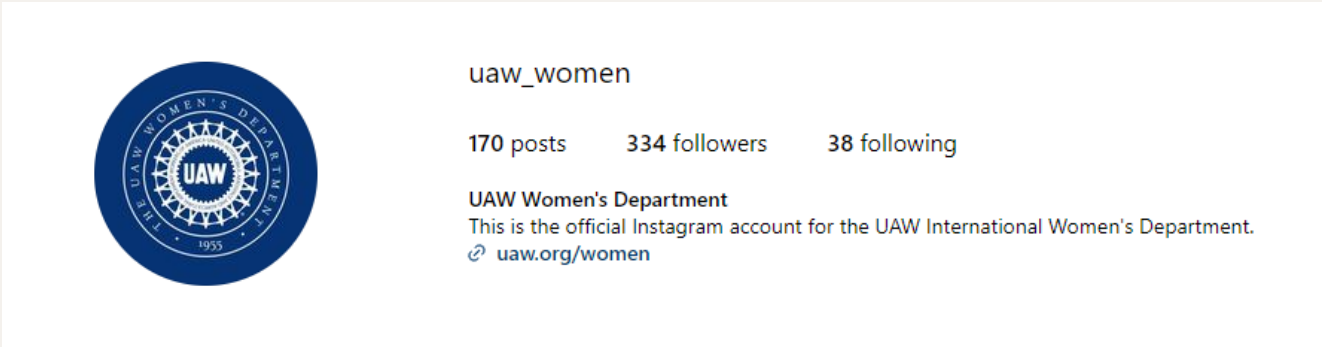 THE UAW WOMEN'S DEPARTMENT
UAW
1955
uaw_women
170 posts 334 followers 38 following
UAW Women's Department
This is the official Instagram account for the UAW International Women's Department.
uaw.org/women